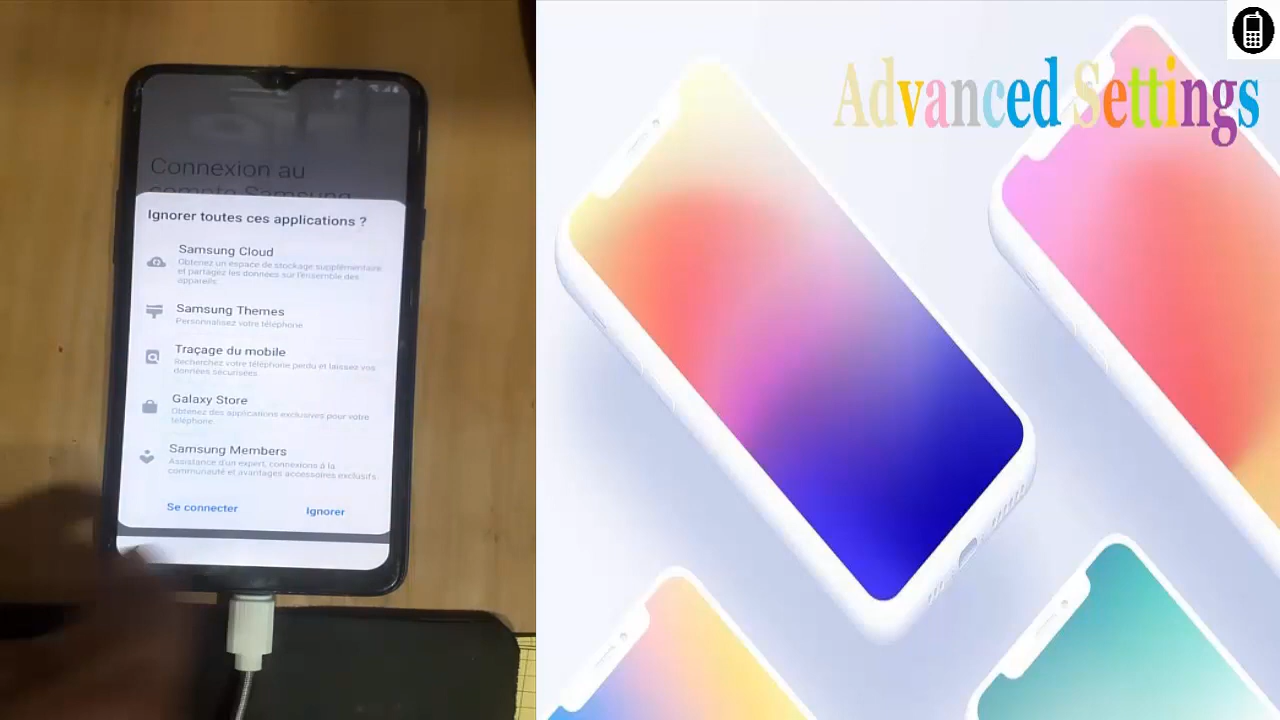 Connexion au
compte Samsung
Ignorer toutes ces applications ?
Samsung Cloud
Obtenez un espace de stockage supplémentaire
et partagez les données sur l'ensemble des
appareils.
Samsung Themes
Personnalisez votre téléphone.
Traçage du mobile
Recherchez votre téléphone perdu et laissez vos
données sécurisées.
Galaxy Store
Obtenez des applications exclusives pour votre
téléphone.
Samsung Members
Assistance d'un expert, connexions à la
communauté et avantages accessoires exclusifs.
Se connecter
Ignorer
Advanced Settings